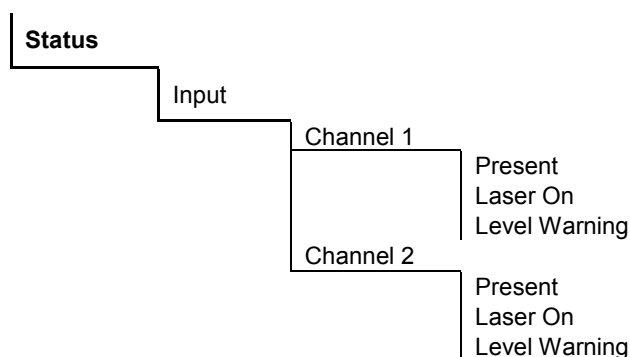 Status
Input
Channel 1
Present
Laser On
Level Warning
Channel 2
Present
Laser On
Level Warning